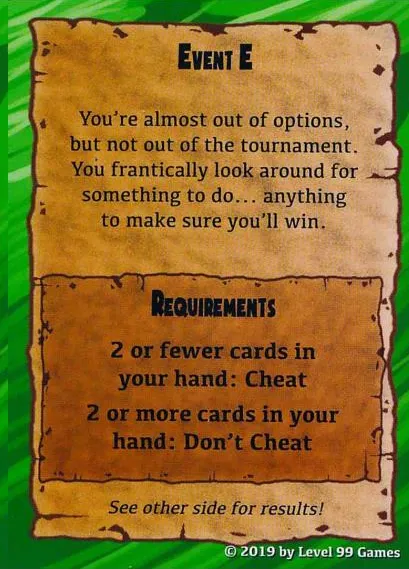 Event E
You're almost out of options,
but not out of the tournament.
You frantically look around for
something to do... anything
to make sure you'll win.
Requirements
2 or fewer cards in
your hand: Cheat
2 or more cards in your
hand: Don't Cheat
See other side for results!
© 2019 by Level 99 Games